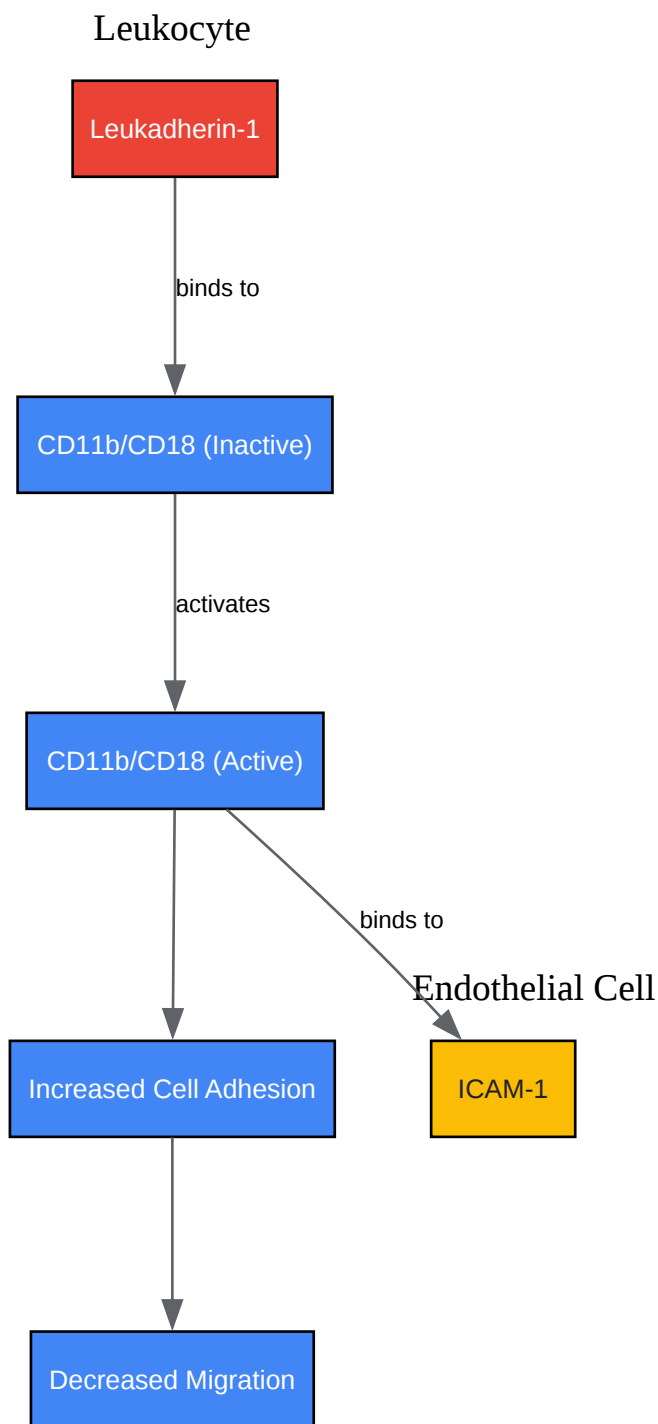 Leukocyte
Leukadherin-1
binds to
CD11b/CD18 (Inactive)
activates
CD11b/CD18 (Active)
binds to
Endothelial Cell
Increased Cell Adhesion
ICAM-1
Decreased Migration